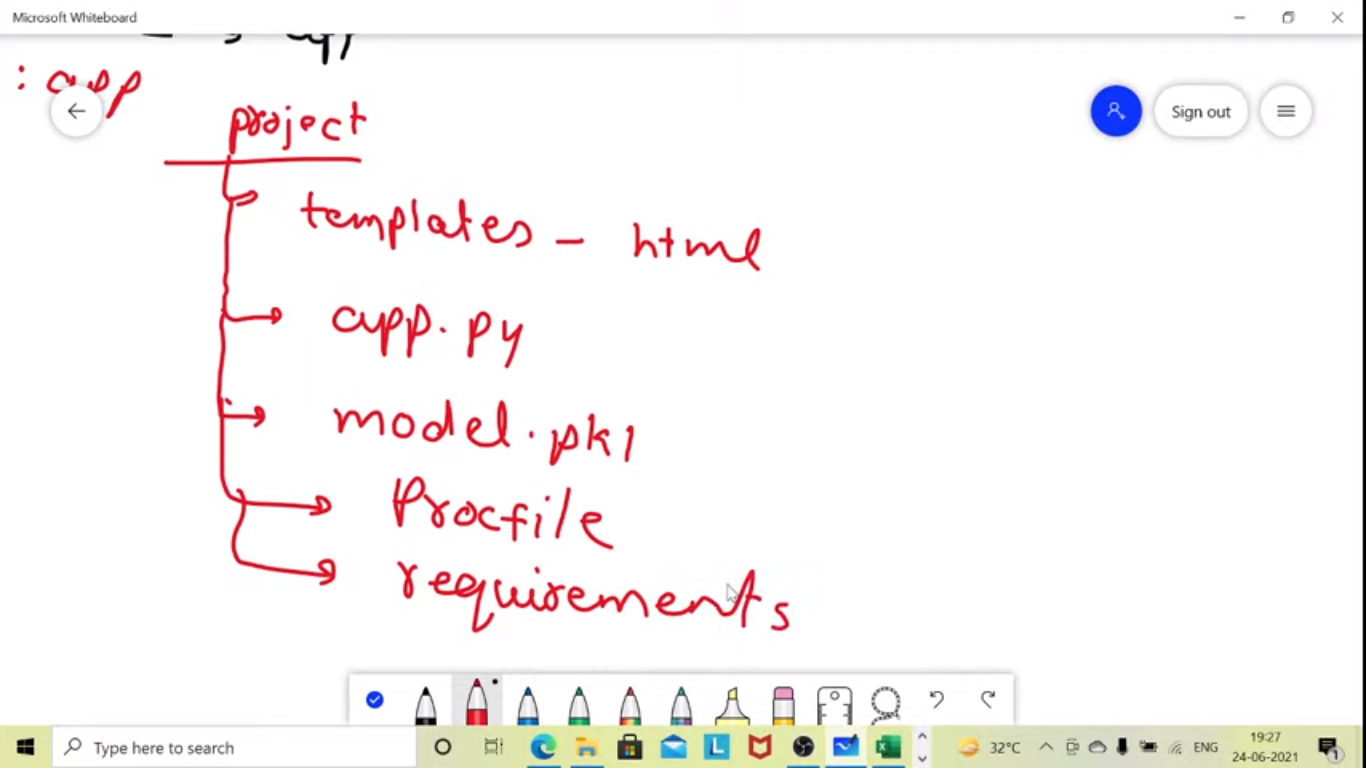 Microsoft Whiteboard
: app
project
Sign out
templates - html
app.py
model.pkl
Procfile
requirements
Type here to search
32°C
ENG
19:27
24-06-2021
1